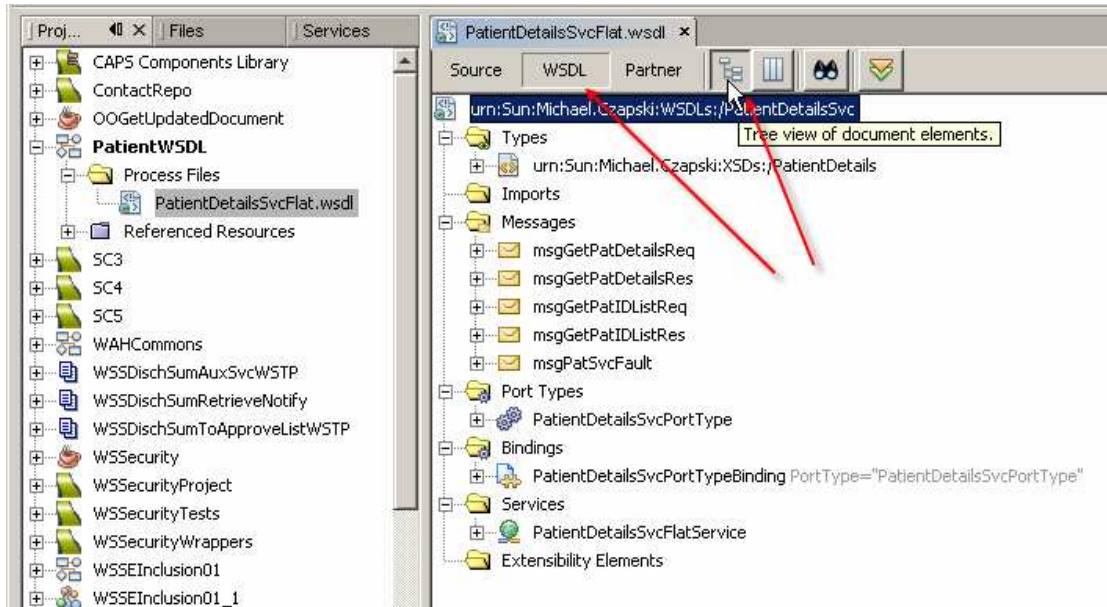 Proj...
Files
Services
CAPS Components Library
ContactRepo
OOGetUpdatedDocument
PatientWSDL
Process Files
PatientDetailsSvcFlat.wsdl
Referenced Resources
SC3
SC4
SC5
WAHCommons
WSSDischSumAuxSvcWSTP
WSSDischSumRetrieveNotify
WSSDischSumToApproveListWSTP
WSSecurity
WSSecurityProject
WSSecurityTests
WSSecurityWrappers
WSSEInclusion01
WSSEInclusion01_1
PatientDetailsSvcFlat.wsdl
Source WSDL Partner
urn:Sun:Michael.Czapski:WSDLs:/PatientDetailsSvc
Tree view of document elements.
Types
urn:Sun:Michael.Czapski:XSDs:/PatientDetails
Imports
Messages
msgGetPatDetailsReq
msgGetPatDetailsRes
msgGetPatIDListReq
msgGetPatIDListRes
msgPatSvcFault
Port Types
PatientDetailsSvcPortType
Bindings
PatientDetailsSvcPortTypeBinding PortType="PatientDetailsSvcPortType"
Services
PatientDetailsSvcFlatService
Extensibility Elements